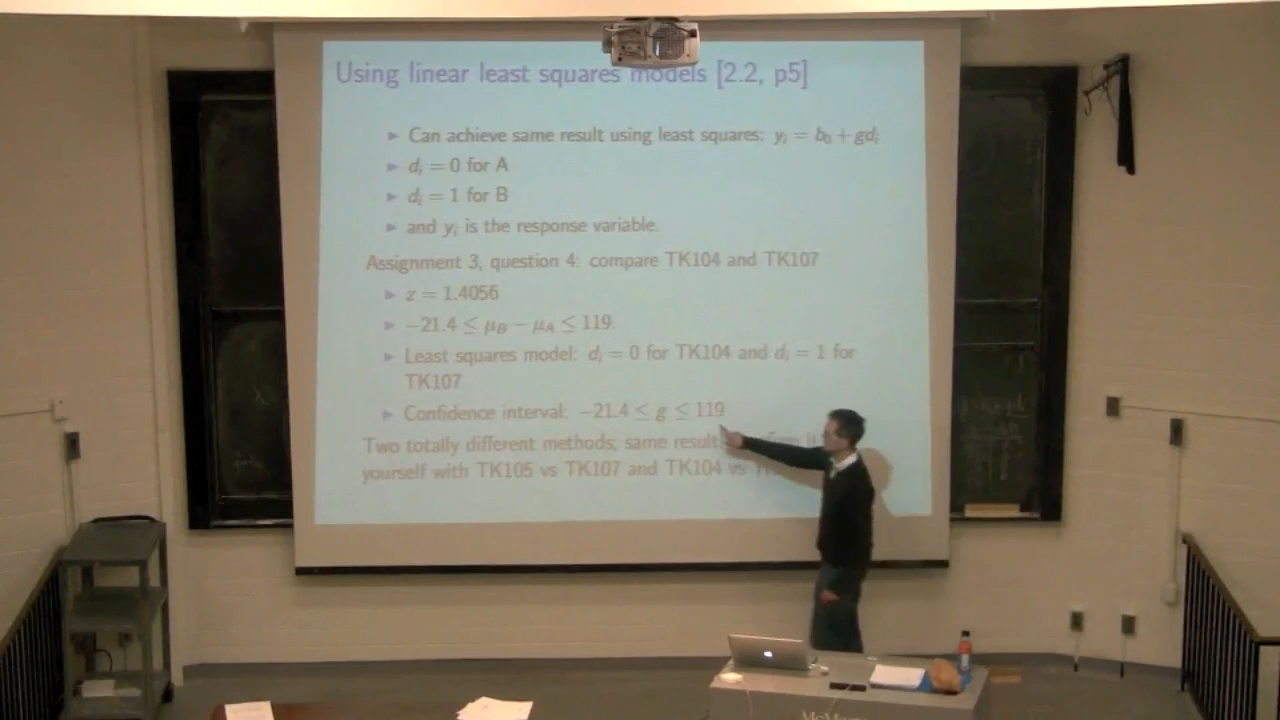 Using linear least squares models [2.2, p5]
► Can achieve same result using least squares: yᵢ = b₀ + gdᵢ
► dᵢ = 0 for A
► dᵢ = 1 for B
► and yᵢ is the response variable.
Assignment 3, question 4: compare TK104 and TK107
► z = 1.4056
► −21.4 ≤ μ_B − μ_A ≤ 119.
► Least squares model: dᵢ = 0 for TK104 and dᵢ = 1 for
TK107
► Confidence interval: −21.4 ≤ g ≤ 119
Two totally different methods; same result
yourself with TK105 vs TK107 and TK104 vs